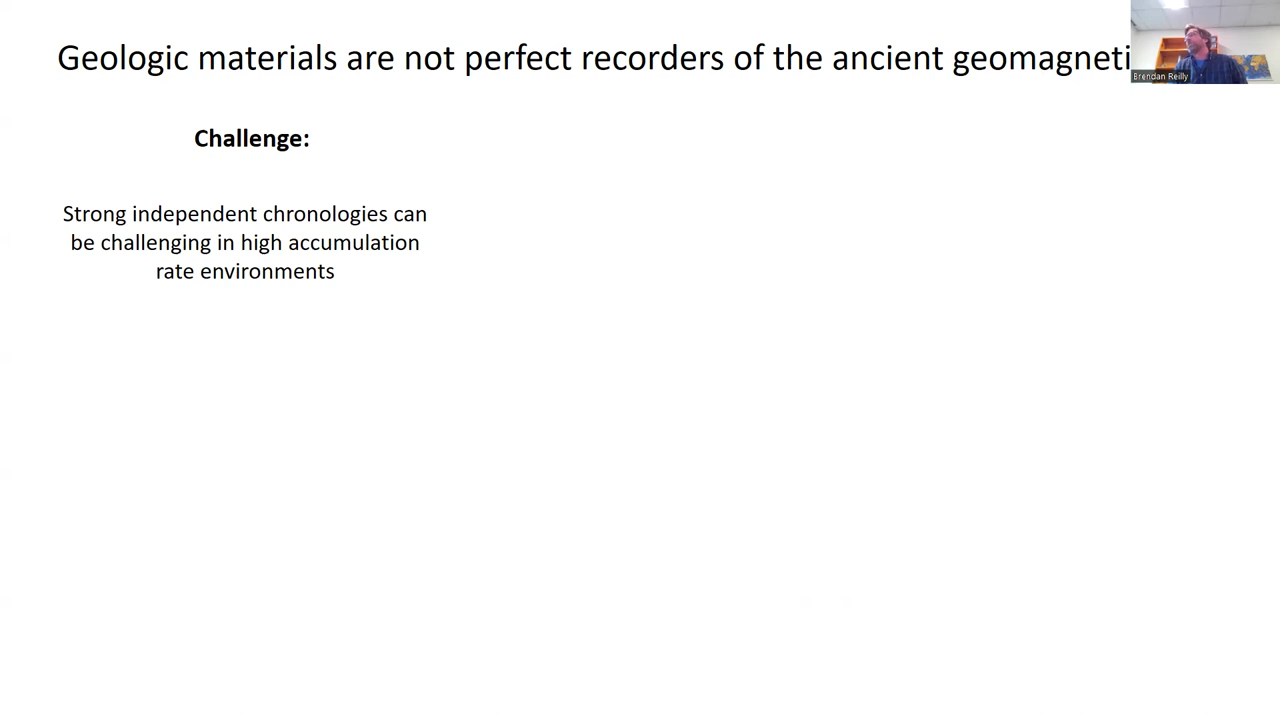 Geologic materials are not perfect recorders of the ancient geomagneti
Brendan Reilly
Challenge:
Strong independent chronologies can
be challenging in high accumulation
rate environments